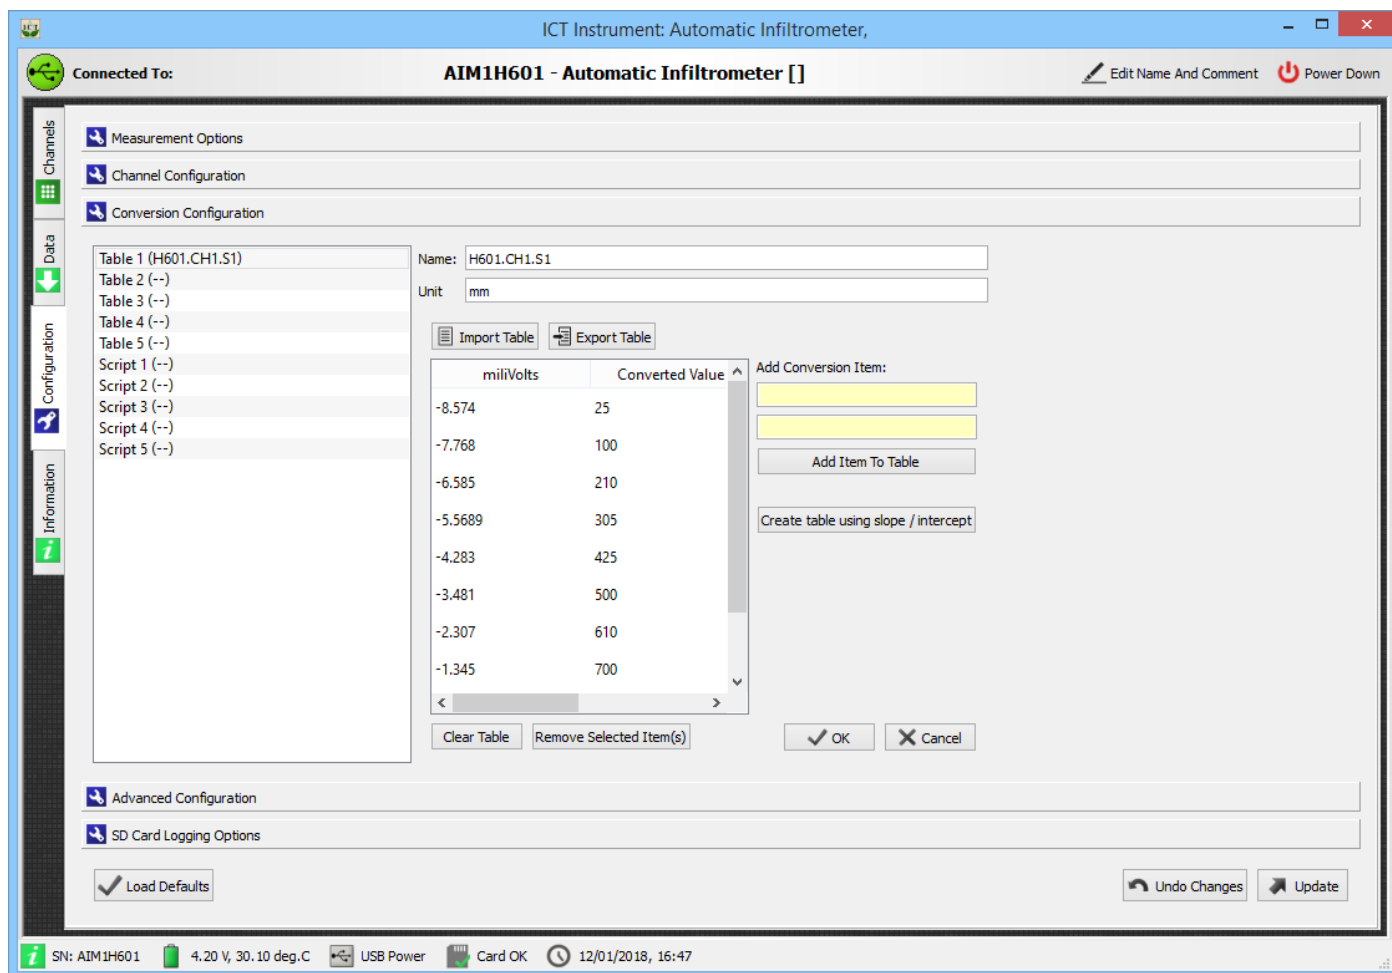 ICT
ICT Instrument: Automatic Infiltrometer,
Connected To:
AIM1H601 - Automatic Infiltrometer []
Edit Name And Comment
Power Down
Channels
Data
Configuration
Information
Measurement Options
Channel Configuration
Conversion Configuration
Table 1 (H601.CH1.S1)
Table 2 (--)
Table 3 (--)
Table 4 (--)
Table 5 (--)
Script 1 (--)
Script 2 (--)
Script 3 (--)
Script 4 (--)
Script 5 (--)
Name: H601.CH1.S1
Unit mm
Import Table
Export Table
miliVolts Converted Value
-8.574 25
-7.768 100
-6.585 210
-5.5689 305
-4.283 425
-3.481 500
-2.307 610
-1.345 700
Add Conversion Item:
Add Item To Table
Create table using slope / intercept
Clear Table
Remove Selected Item(s)
OK
Cancel
Advanced Configuration
SD Card Logging Options
Load Defaults
Undo Changes
Update
SN: AIM1H601
4.20 V, 30.10 deg.C
USB Power
Card OK
12/01/2018, 16:47